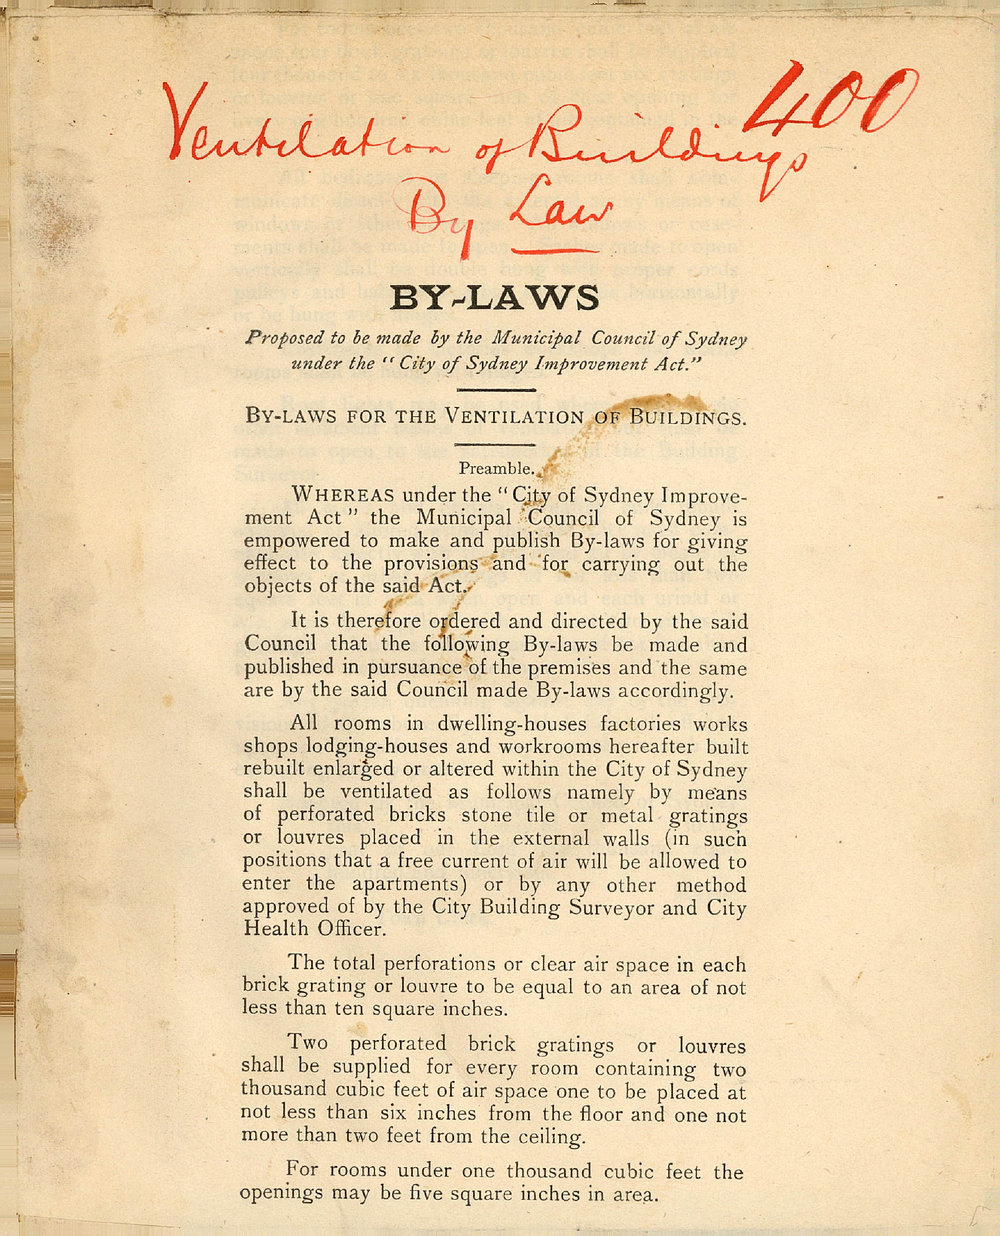 400
Ventilation of Buildings
By Law
BY-LAWS
Proposed to be made by the Municipal Council of Sydney
under the "City of Sydney Improvement Act."
BY-LAWS FOR THE VENTILATION OF BUILDINGS.
Preamble.
WHEREAS under the "City of Sydney Improve-
ment Act" the Municipal Council of Sydney is
empowered to make and publish By-laws for giving
effect to the provisions and for carrying out the
objects of the said Act.
It is therefore ordered and directed by the said
Council that the following By-laws be made and
published in pursuance of the premises and the same
are by the said Council made By-laws accordingly.
All rooms in dwelling-houses factories works
shops lodging-houses and workrooms hereafter built
rebuilt enlarged or altered within the City of Sydney
shall be ventilated as follows namely by means
of perforated bricks stone tile or metal gratings
or louvres placed in the external walls (in such
positions that a free current of air will be allowed to
enter the apartments) or by any other method
approved of by the City Building Surveyor and City
Health Officer.
The total perforations or clear air space in each
brick grating or louvre to be equal to an area of not
less than ten square inches.
Two perforated brick gratings or louvres
shall be supplied for every room containing two
thousand cubic feet of air space one to be placed at
not less than six inches from the floor and one not
more than two feet from the ceiling.
For rooms under one thousand cubic feet the
openings may be five square inches in area.